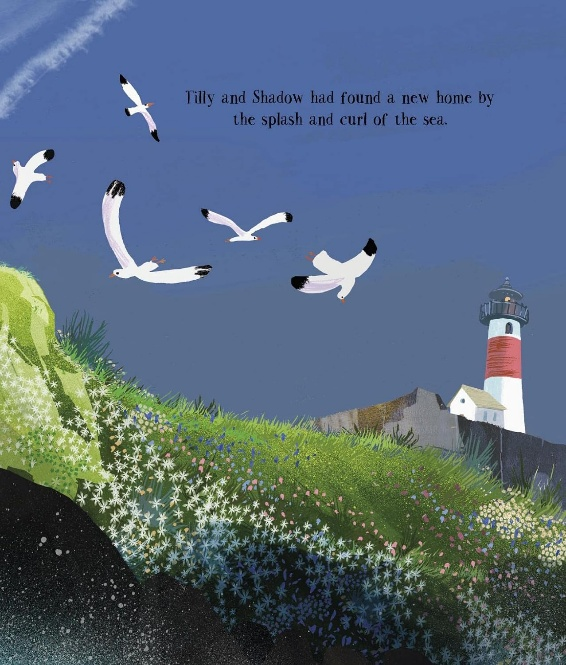 Tilly and Shadow had found a new home by
the splash and curl of the sea.